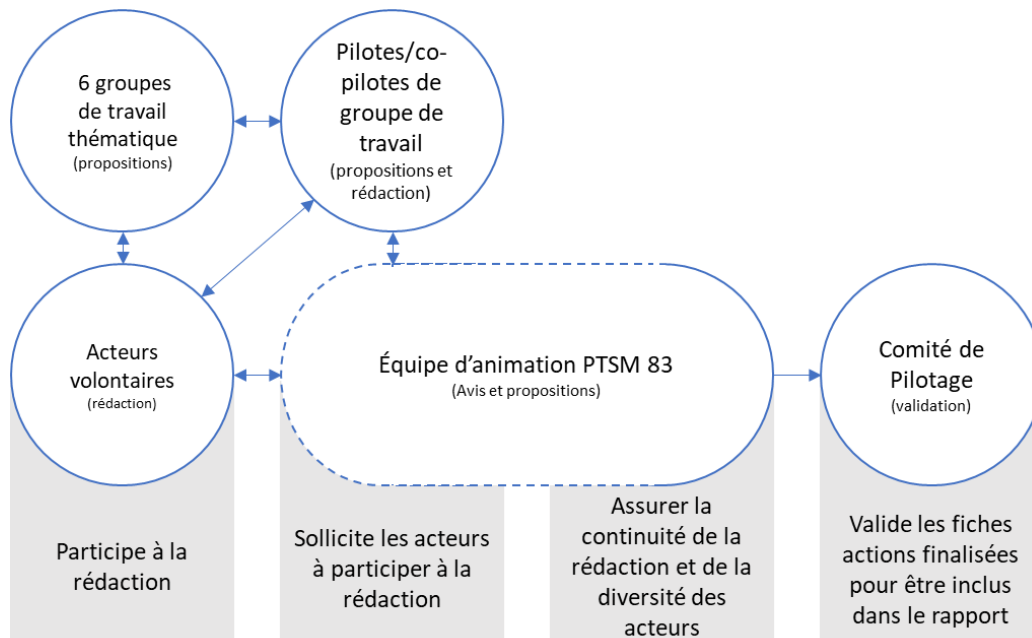 6 groupes
de travail
thématique
(propositions)
Pilotes/co-
pilotes de
groupe de
travail
(propositions et
rédaction)
Acteurs
volontaires
(rédaction)
Équipe d’animation PTSM 83
(Avis et propositions)
Comité de
Pilotage
(validation)
Participe à la
rédaction
Sollicite les acteurs
à participer à la
rédaction
Assurer la
continuité de la
rédaction et de la
diversité des
acteurs
Valide les fiches
actions finalisées
pour être inclus
dans le rapport